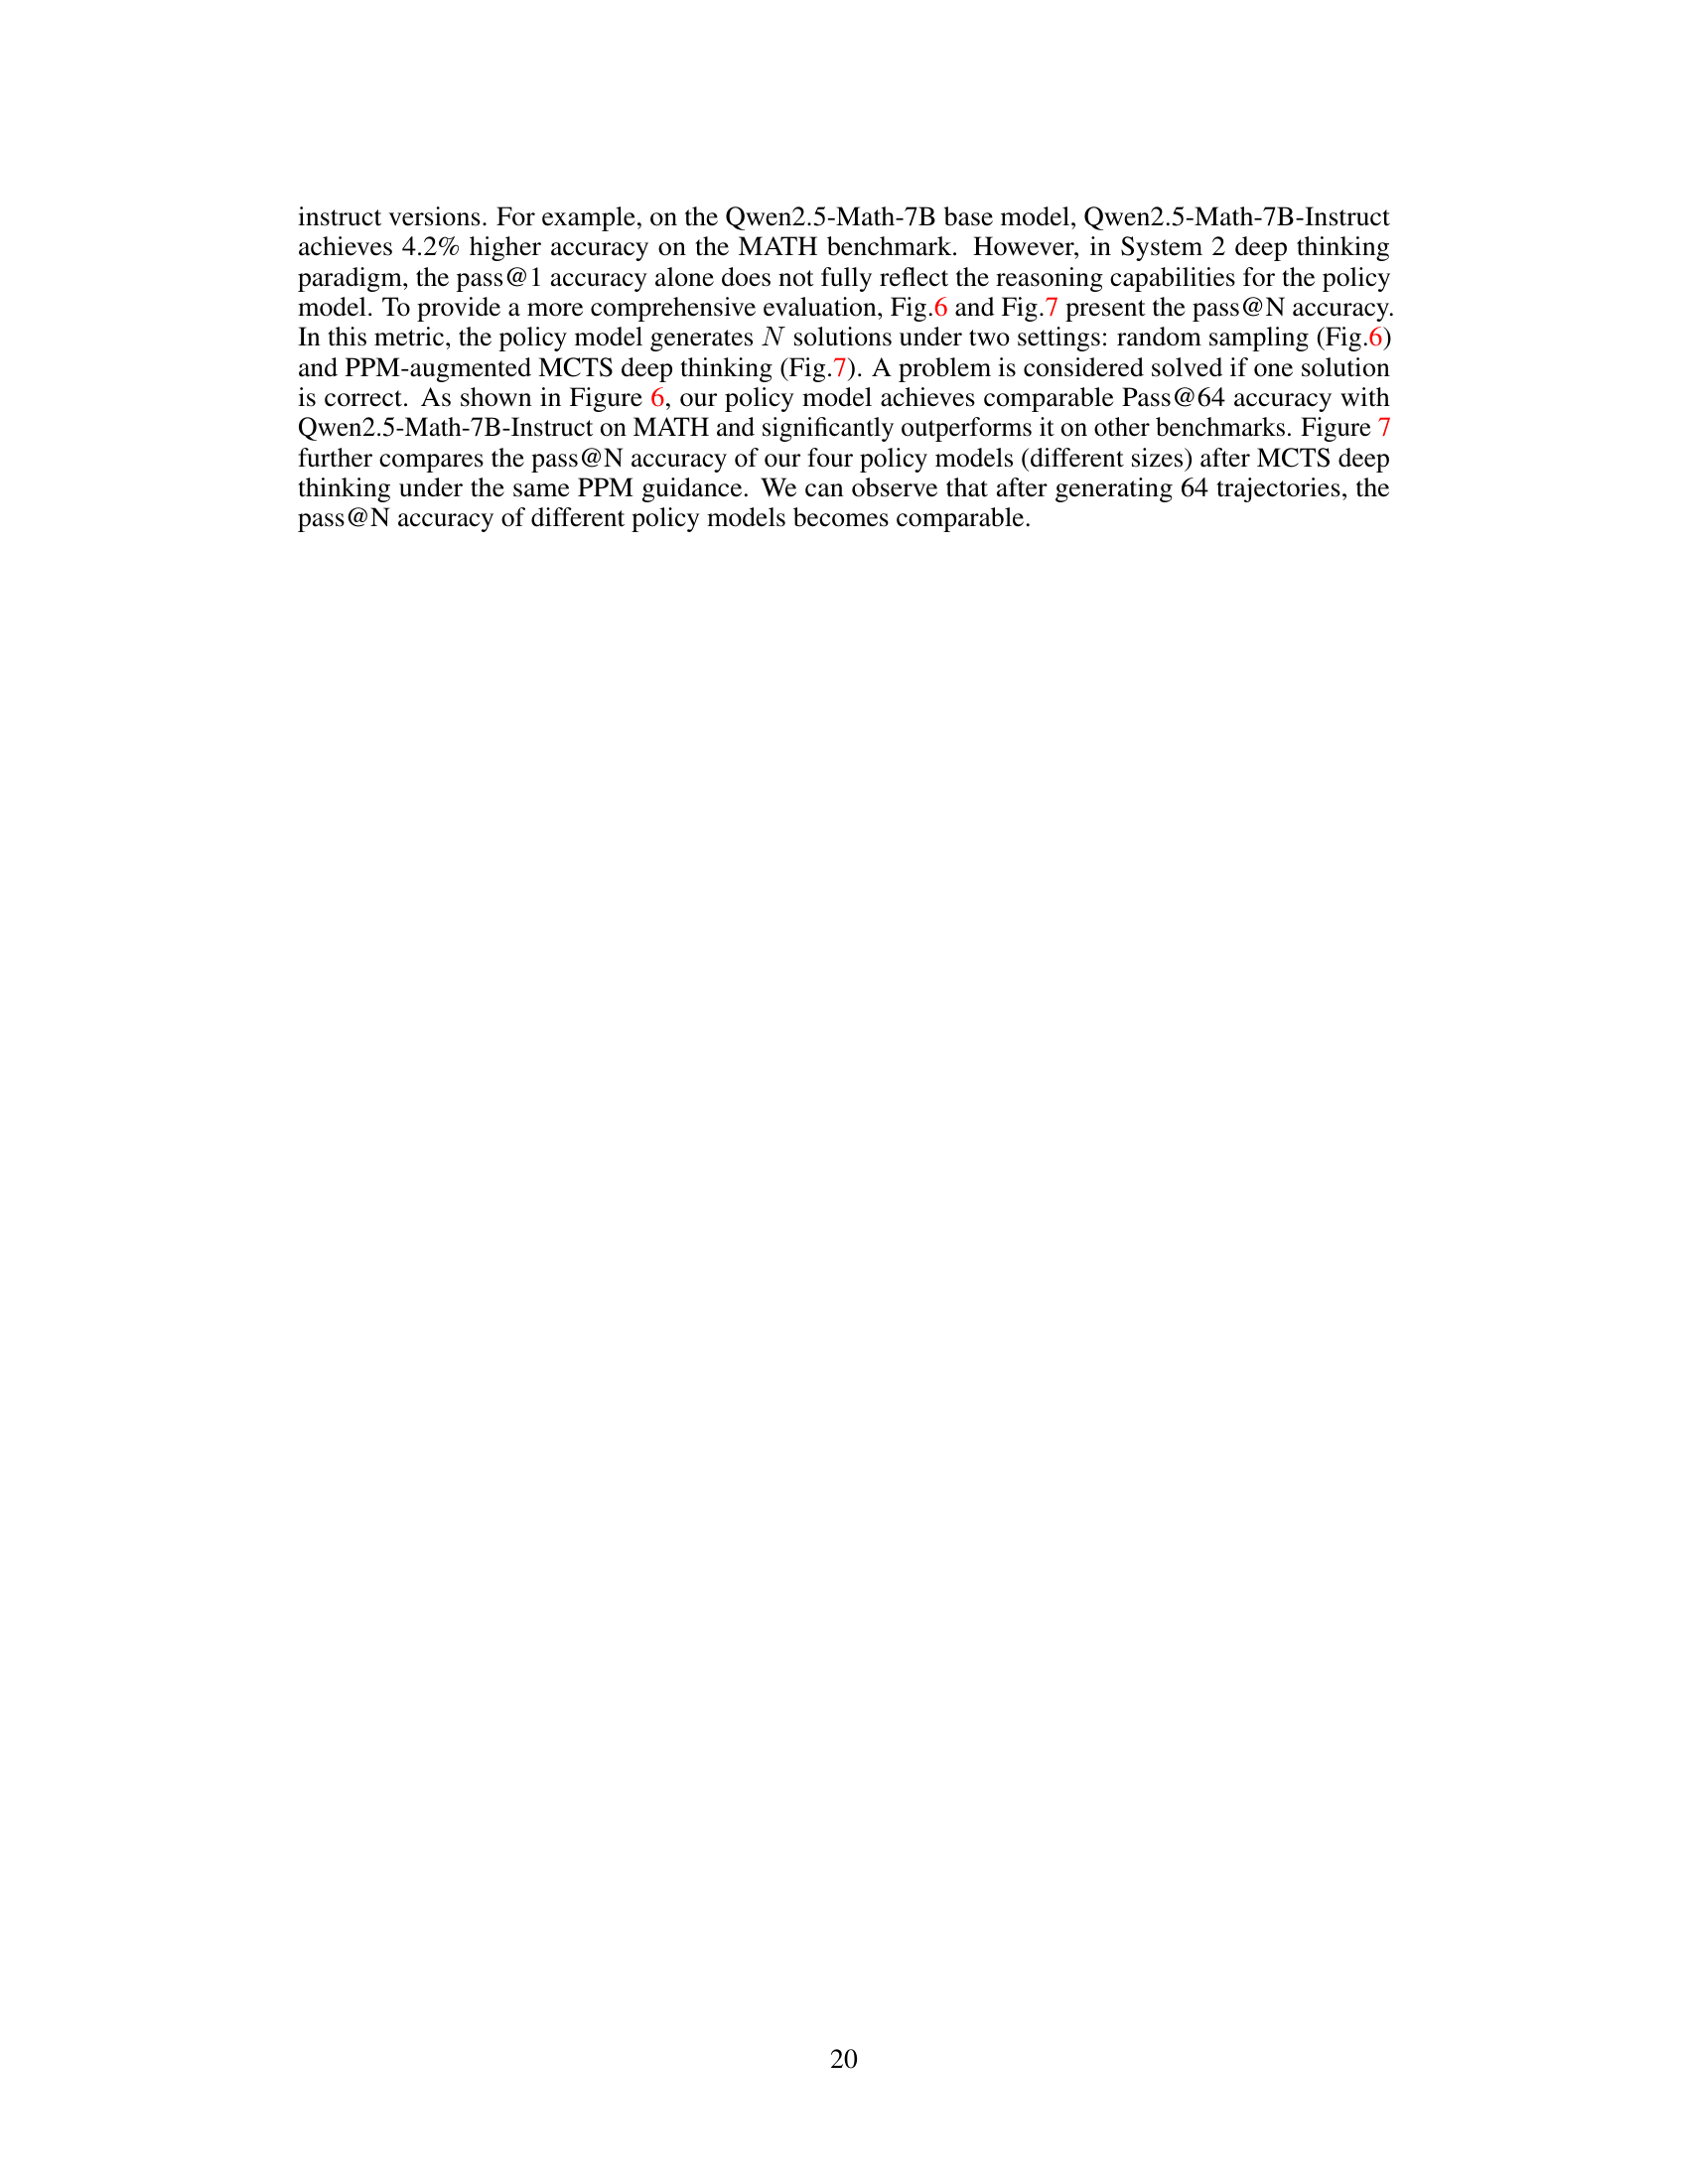 instruct versions. For example, on the Qwen2.5-Math-7B base model, Qwen2.5-Math-7B-Instruct
achieves 4.2% higher accuracy on the MATH benchmark. However, in System 2 deep thinking
paradigm, the pass@1 accuracy alone does not fully reflect the reasoning capabilities for the policy
model. To provide a more comprehensive evaluation, Fig.6 and Fig.7 present the pass@N accuracy.
In this metric, the policy model generates N solutions under two settings: random sampling (Fig.6)
and PPM-augmented MCTS deep thinking (Fig.7). A problem is considered solved if one solution
is correct. As shown in Figure 6, our policy model achieves comparable Pass@64 accuracy with
Qwen2.5-Math-7B-Instruct on MATH and significantly outperforms it on other benchmarks. Figure 7
further compares the pass@N accuracy of our four policy models (different sizes) after MCTS deep
thinking under the same PPM guidance. We can observe that after generating 64 trajectories, the
pass@N accuracy of different policy models becomes comparable.
20